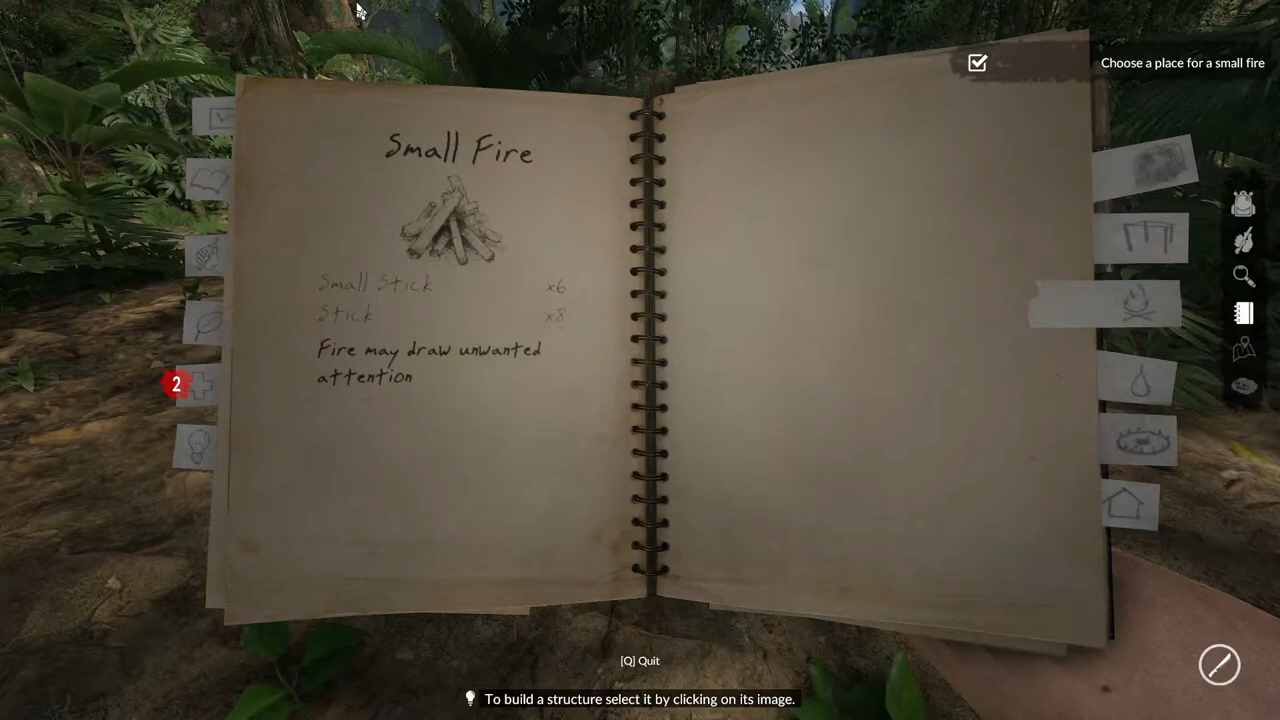 Choose a place for a small fire
Small Fire
Small Stick x6
Stick x8
Fire may draw unwanted
attention
2
[Q] Quit
To build a structure select it by clicking on its image.